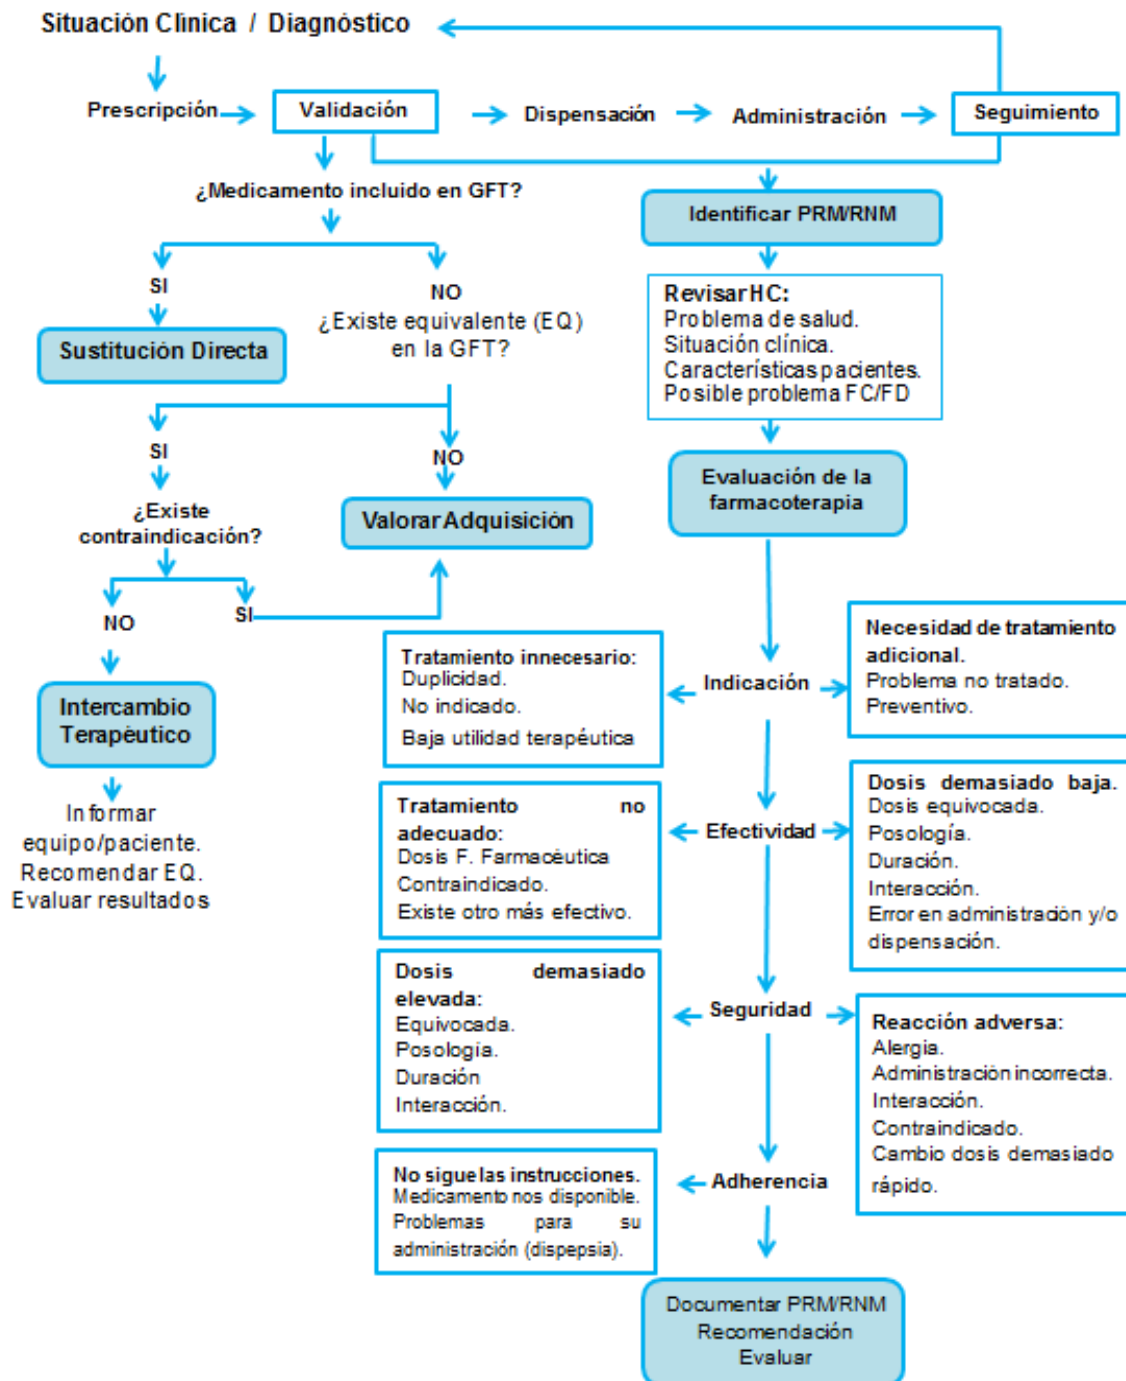 Situación Clínica / Diagnóstico
Prescripción
Validación
Dispensación
Administración
Seguimiento
¿Medicamento incluido en GFT?
SI
NO
¿Existe equivalente (EQ)
en la GFT?
Sustitución Directa
SI
NO
¿Existe
contraindicación?
Valorar Adquisición
NO
SI
Intercambio
Terapéutico
Informar
equipo/paciente.
Recomendar EQ.
Evaluar resultados
Identificar PRM/RNM
Revisar HC:
Problema de salud.
Situación clínica.
Características pacientes.
Posible problema FC/FD
Evaluación de la
farmacoterapia
Tratamiento innecesario:
Duplicidad.
No indicado.
Baja utilidad terapéutica
Indicación
Necesidad de tratamiento
adicional.
Problema no tratado.
Preventivo.
Tratamiento no
adecuado:
Dosis F. Farmacéutica
Contraindicado.
Existe otro más efectivo.
Efectividad
Dosis demasiado baja.
Dosis equivocada.
Posología.
Duración.
Interacción.
Error en administración y/o
dispensación.
Dosis demasiado
elevada:
Equivocada.
Posología.
Duración
Interacción.
Seguridad
Reacción adversa:
Alergia.
Administración incorrecta.
Interacción.
Contraindicado.
Cambio dosis demasiado
rápido.
No sigue las instrucciones.
Medicamento nos disponible.
Problemas para su
administración (dispepsia).
Adherencia
Documentar PRM/RNM
Recomendación
Evaluar